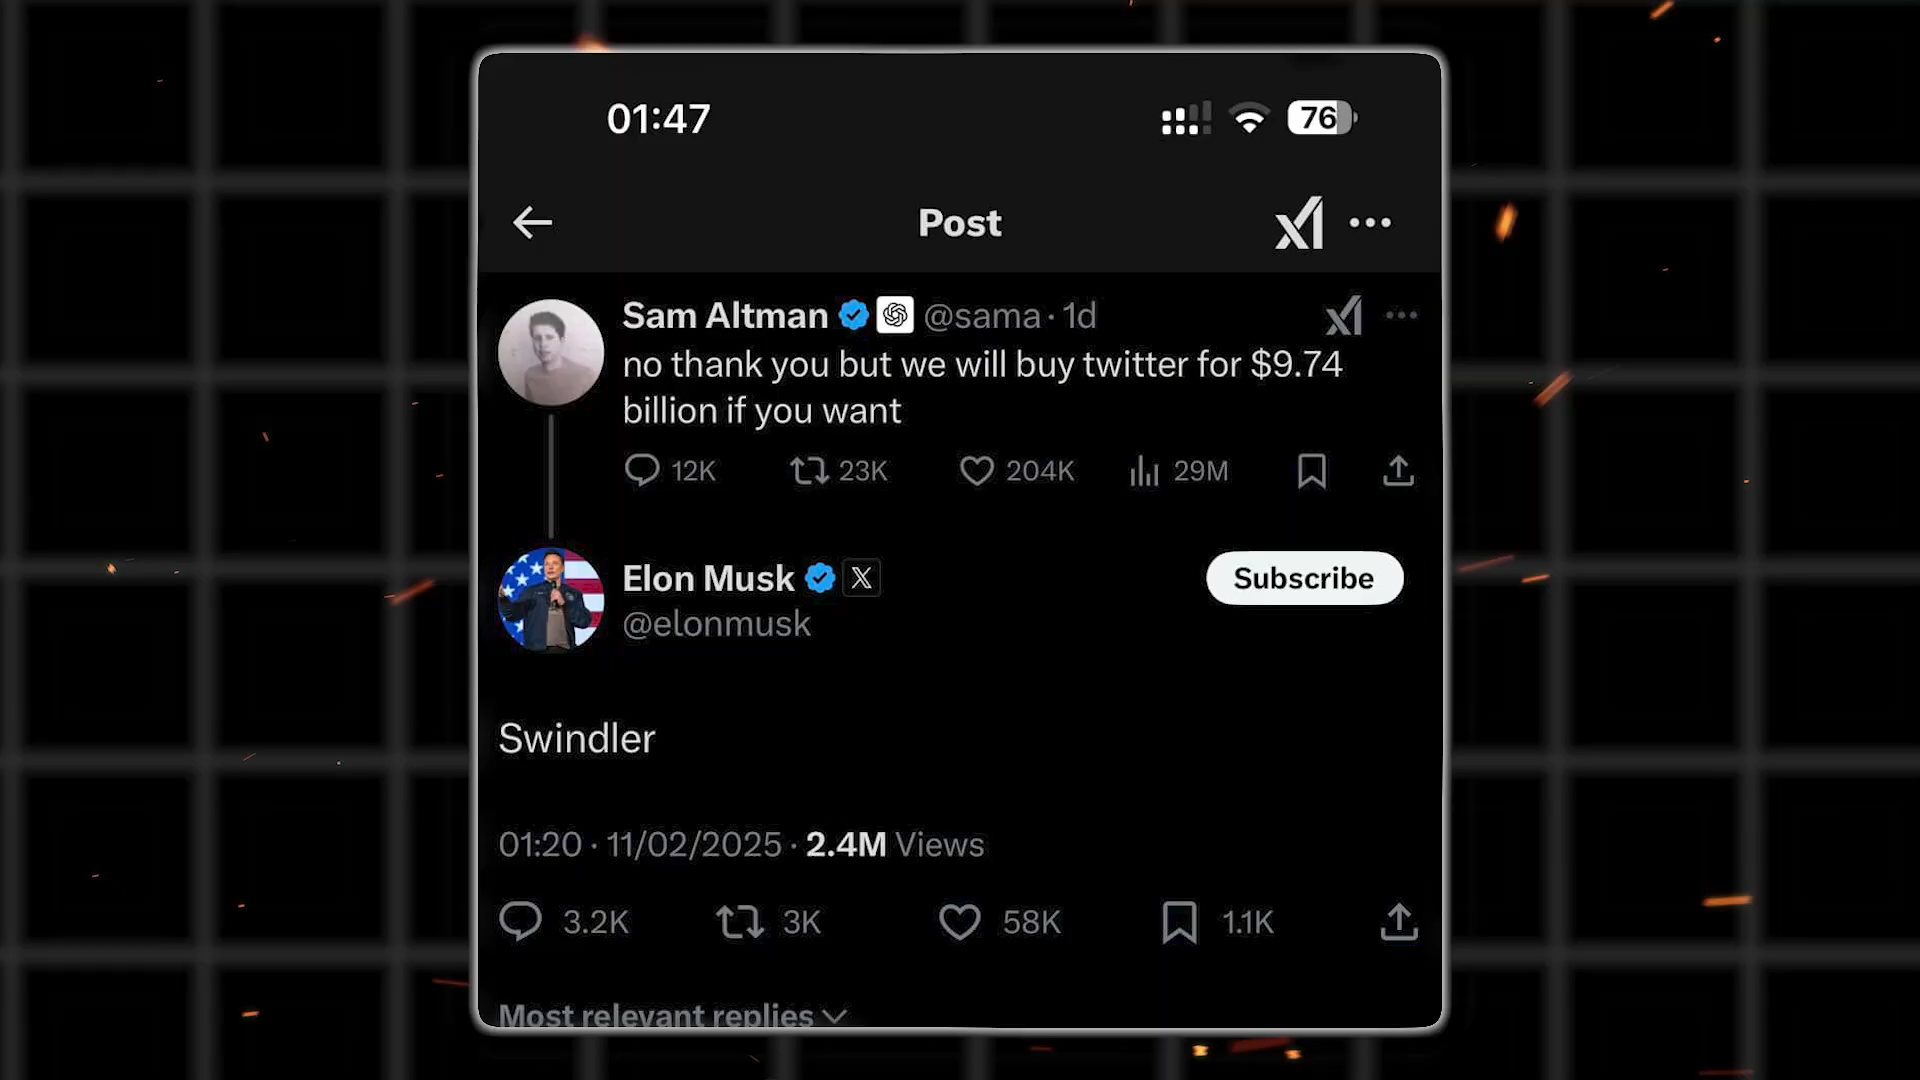 01:47 76
Post
Sam Altman @sama · 1d
no thank you but we will buy twitter for $9.74
billion if you want
12K 23K 204K 29M
Elon Musk X Subscribe
@elonmusk
Swindler
01:20 · 11/02/2025 · 2.4M Views
3.2K 3K 58K 1.1K
Most relevant replies